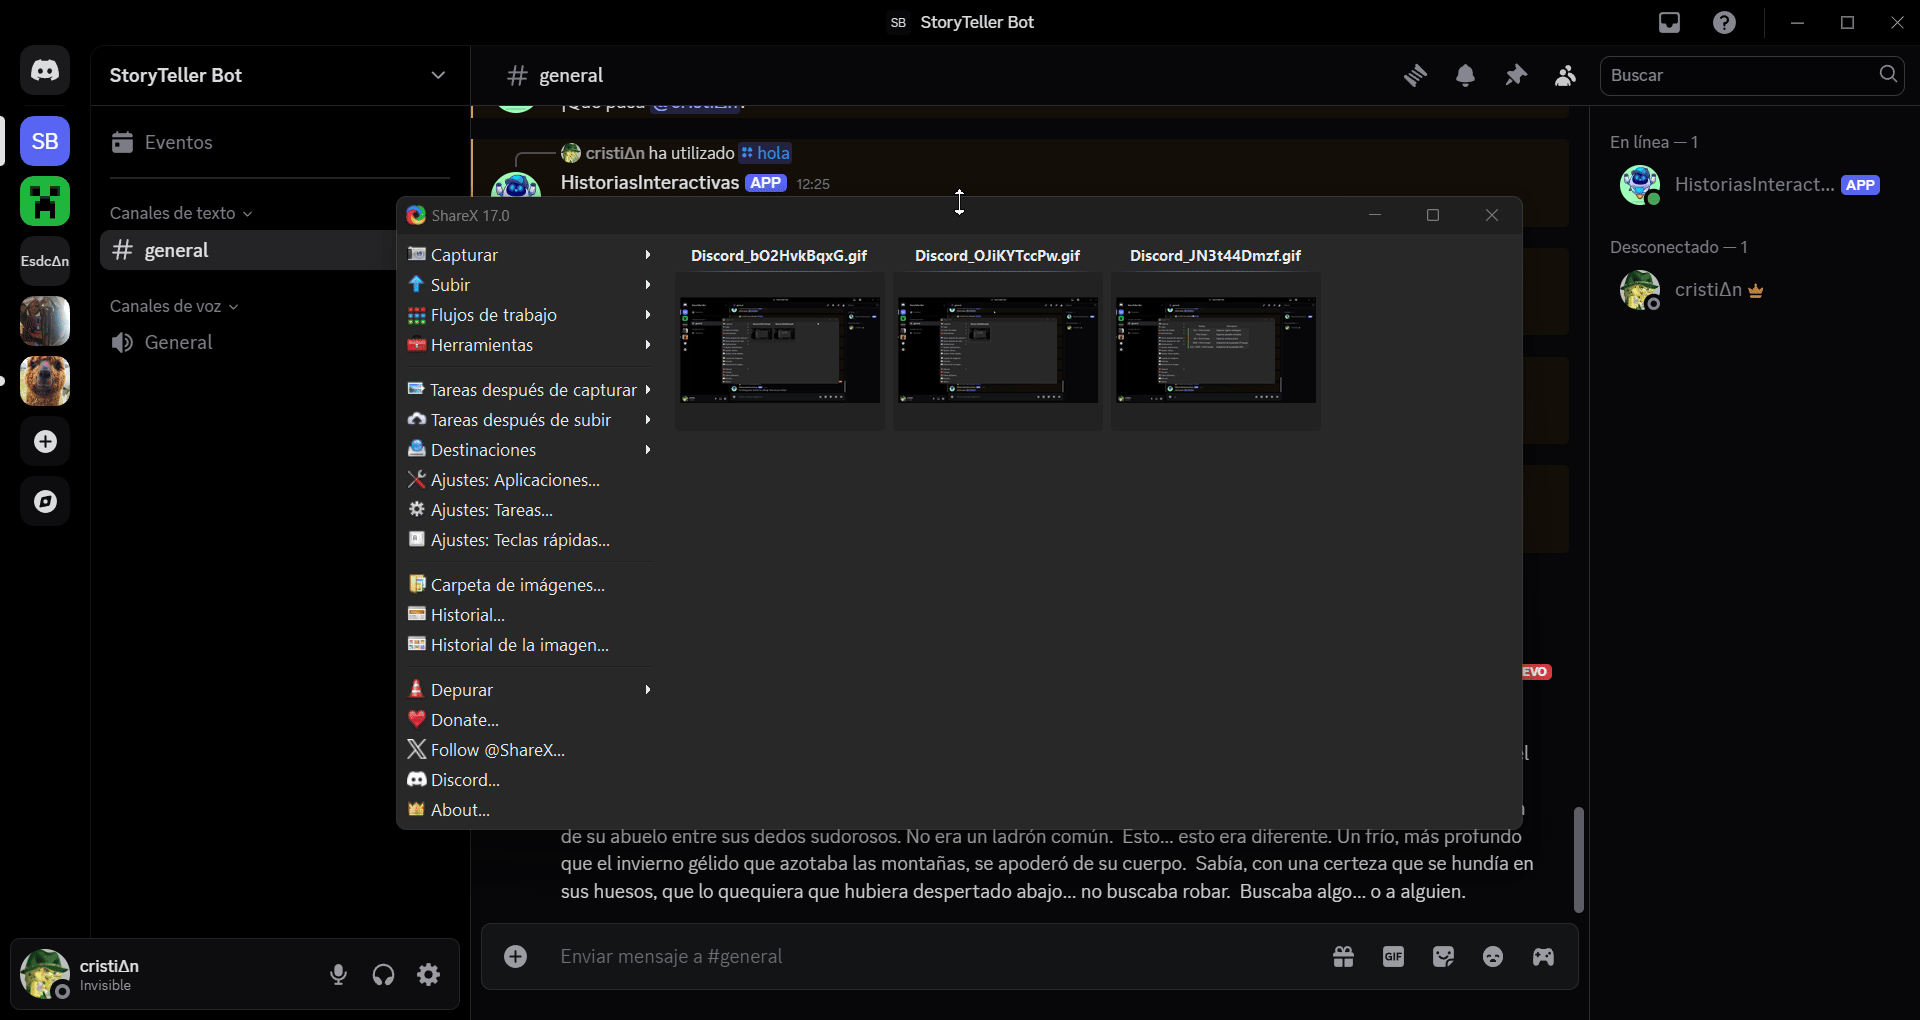 SB StoryTeller Bot
StoryTeller Bot
# general
Buscar
Eventos
SB
Canales de texto
# general
EsdcΔn
Canales de voz
General
cristiΔn ha utilizado hola
HistoriasInteractivas APP 12:25
En línea — 1
HistoriasInteract... APP
Desconectado — 1
cristiΔn
ShareX 17.0
Capturar
Subir
Flujos de trabajo
Herramientas
Tareas después de capturar
Tareas después de subir
Destinaciones
Ajustes: Aplicaciones...
Ajustes: Tareas...
Ajustes: Teclas rápidas...
Carpeta de imágenes...
Historial...
Historial de la imagen...
Depurar
Donate...
Follow @ShareX...
Discord...
About...
Discord_bO2HvkBqxG.gif
Discord_OJiKYTccPw.gif
Discord_JN3t44Dmzf.gif
EVO
de su abuelo entre sus dedos sudorosos. No era un ladrón común. Esto... esto era diferente. Un frío, más profundo
que el invierno gélido que azotaba las montañas, se apoderó de su cuerpo. Sabía, con una certeza que se hundía en
sus huesos, que lo quequiera que hubiera despertado abajo... no buscaba robar. Buscaba algo... o a alguien.
Enviar mensaje a #general
GIF
cristiΔn
Invisible